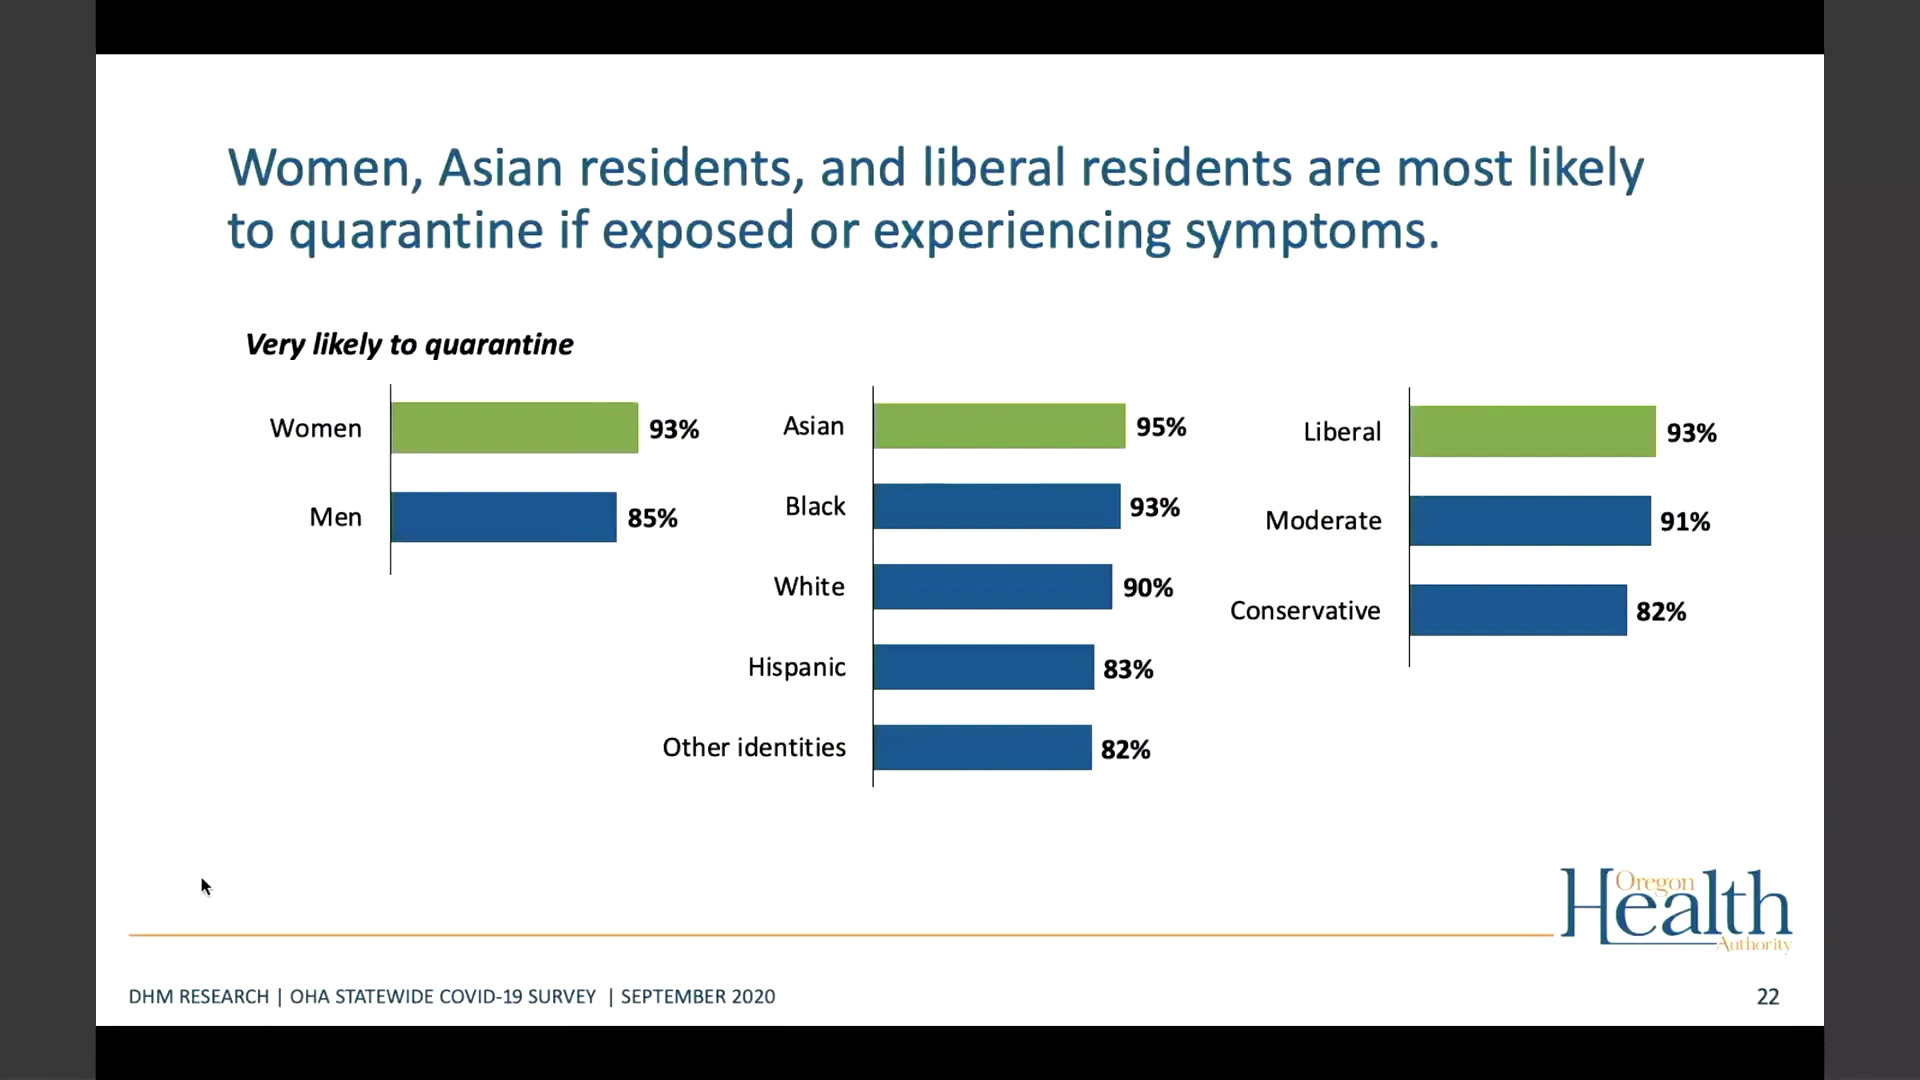 Women, Asian residents, and liberal residents are most likely
to quarantine if exposed or experiencing symptoms.
Very likely to quarantine
Women 93%
Men 85%
Asian 95%
Black 93%
White 90%
Hispanic 83%
Other identities 82%
Liberal 93%
Moderate 91%
Conservative 82%
Oregon
Health
Authority
DHM RESEARCH | OHA STATEWIDE COVID-19 SURVEY | SEPTEMBER 2020
22